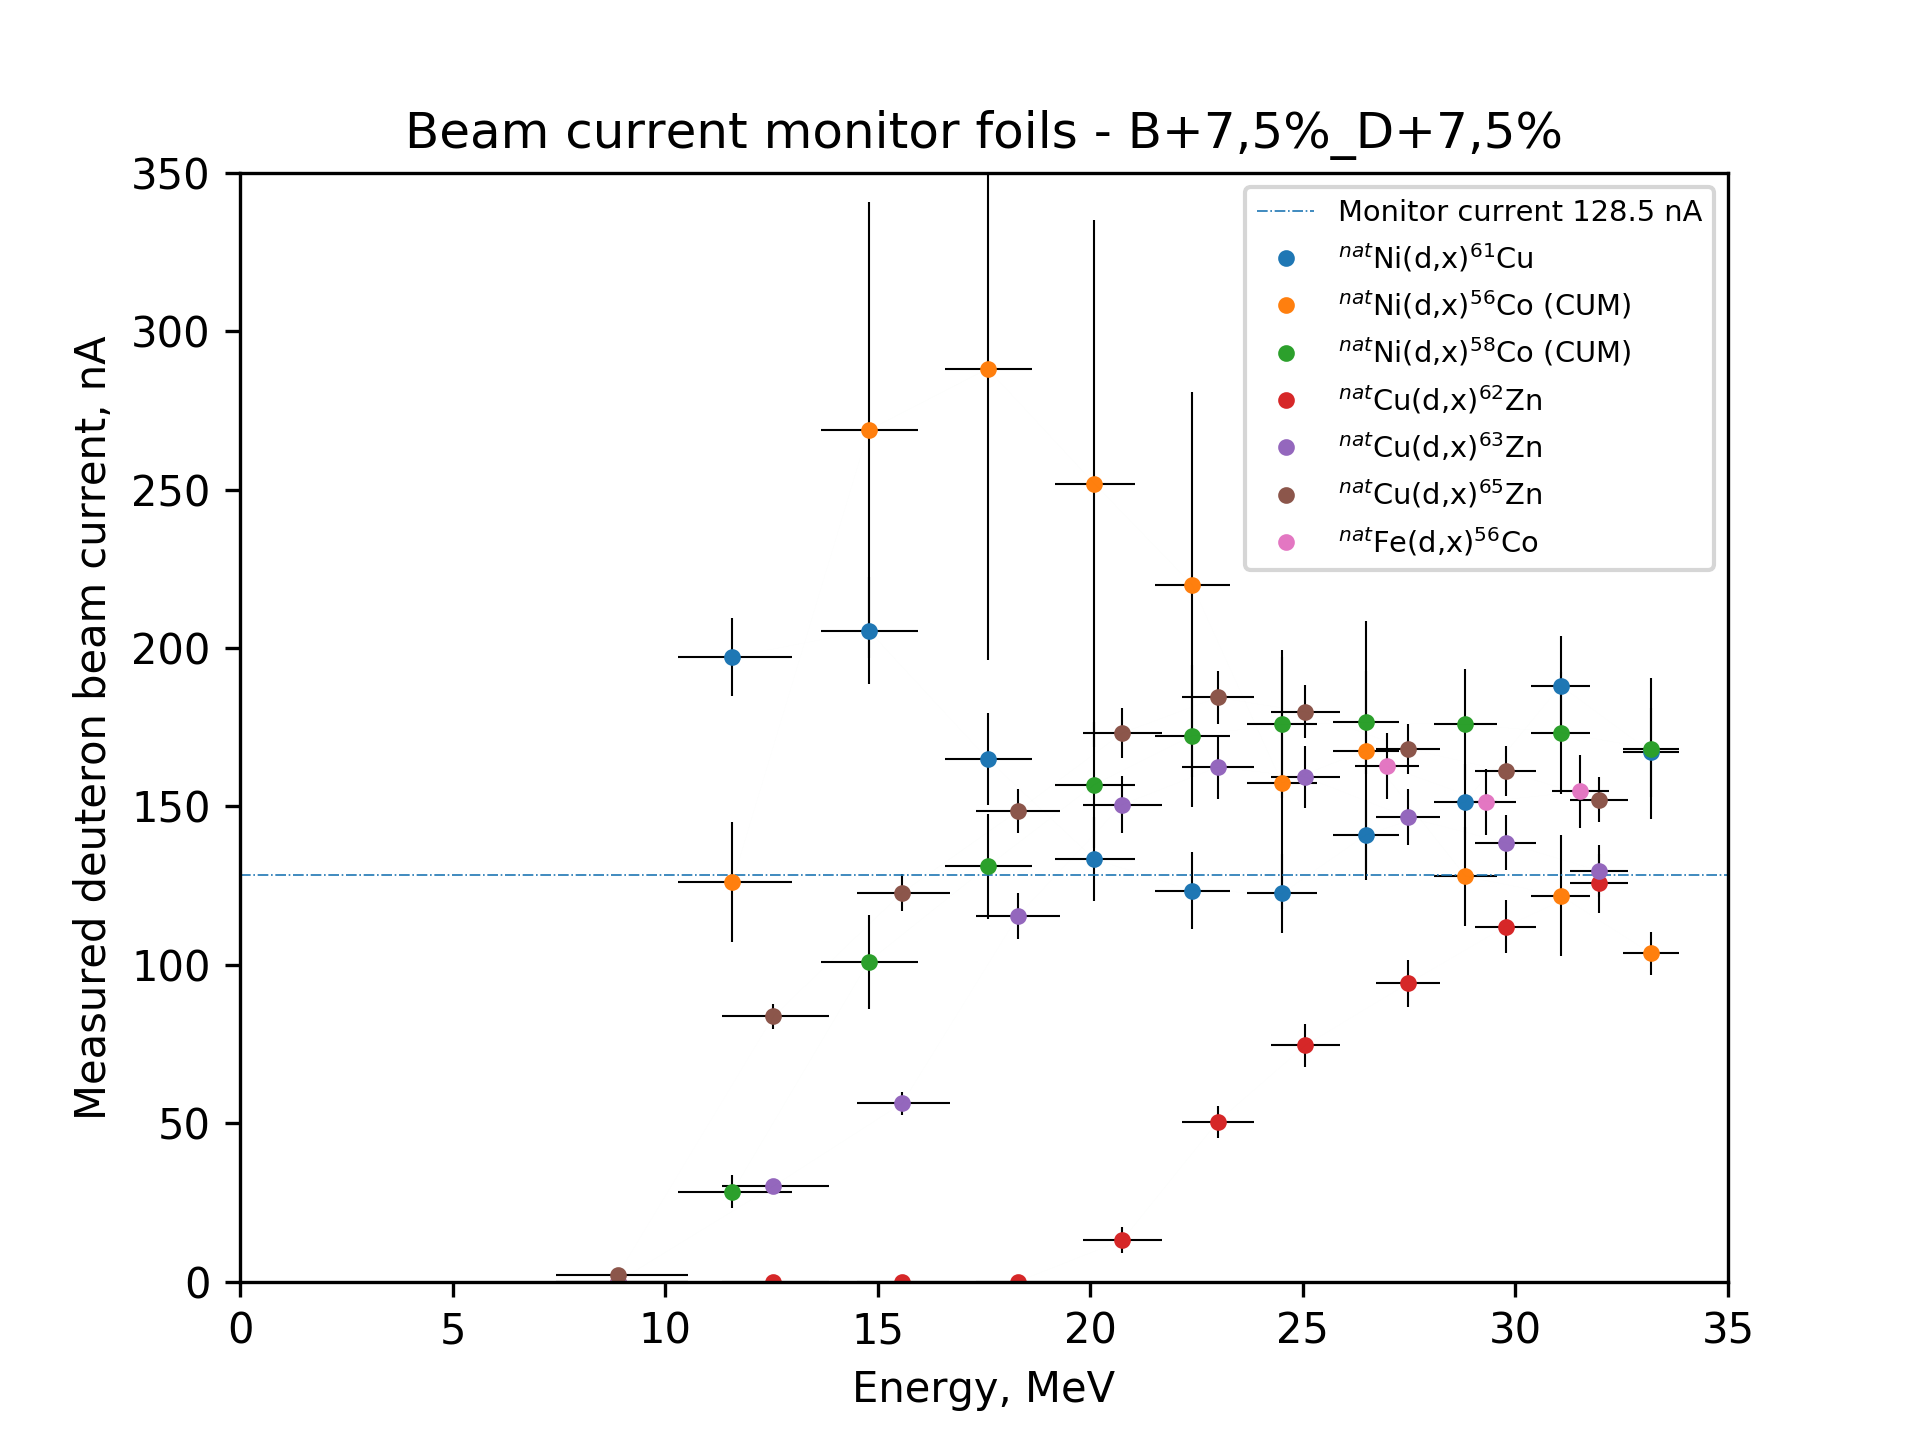 Beam current monitor foils - B+7,5%_D+7,5%
350
300
250
200
150
100
50
0
Measured deuteron beam current, nA
Monitor current 128.5 nA
ⁿᵃᵗNi(d,x)⁶¹Cu
ⁿᵃᵗNi(d,x)⁵⁶Co (CUM)
ⁿᵃᵗNi(d,x)⁵⁸Co (CUM)
ⁿᵃᵗCu(d,x)⁶²Zn
ⁿᵃᵗCu(d,x)⁶³Zn
ⁿᵃᵗCu(d,x)⁶⁵Zn
ⁿᵃᵗFe(d,x)⁵⁶Co
0 5 10 15 20 25 30 35
Energy, MeV